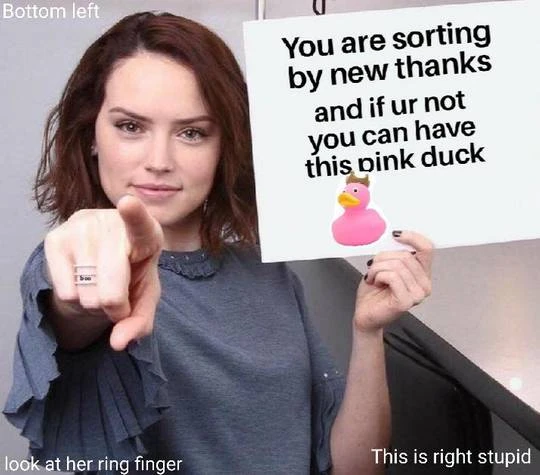 Bottom left
You are sorting
by new thanks
and if ur not
you can have
this pink duck
boo
look at her ring finger
This is right stupid